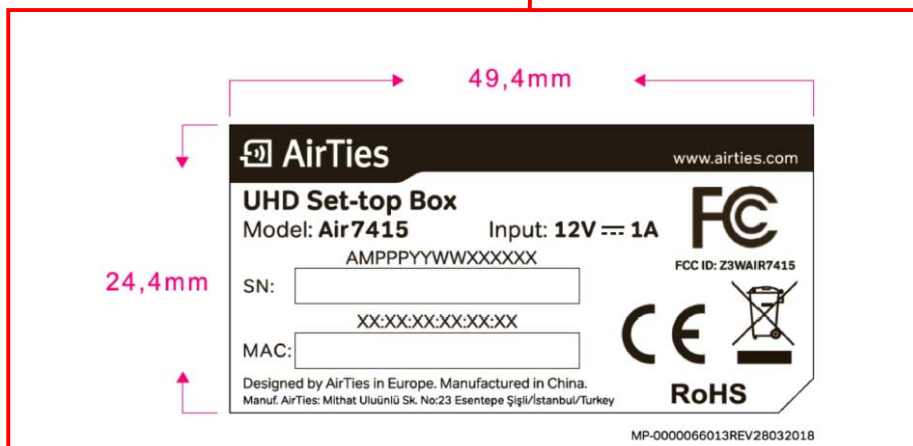 49,4mm
AirTies
www.airties.com
UHD Set-top Box
Model: Air7415 Input: 12V ⎓ 1A
FC
FCC ID: Z3WAIR7415
AMPPPYYWWXXXXXX
SN:
24,4mm
XX:XX:XX:XX:XX:XX
MAC:
CE
Designed by AirTies in Europe. Manufactured in China.
Manuf. AirTies: Mithat Uluünlü Sk. No:23 Esentepe Şişli/İstanbul/Turkey
RoHS
MP-0000066013REV28032018